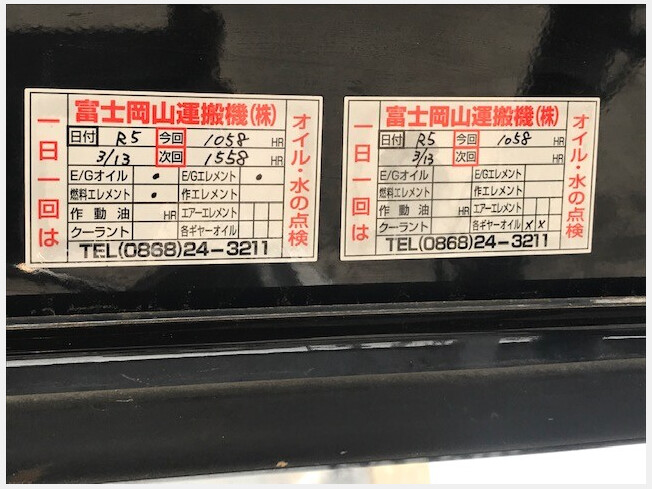 富士岡山運搬機(株)
一日一回は
オイル・水の点検
日付 R5 今回 1058 HR
3/13 次回 1558 HR
E/Gオイル • E/Gエレメント •
燃料エレメント • 作エレメント
作動油 HR エアーエレメント
クーラント 各ギヤーオイル
TEL(0868)24-3211
富士岡山運搬機(株)
一日一回は
オイル・水の点検
日付 R5 今回 1058 HR
3/13 次回 HR
E/Gオイル E/Gエレメント
燃料エレメント 作エレメント
作動油 HR エアーエレメント
クーラント 各ギヤーオイル x x
TEL(0868)24-3211